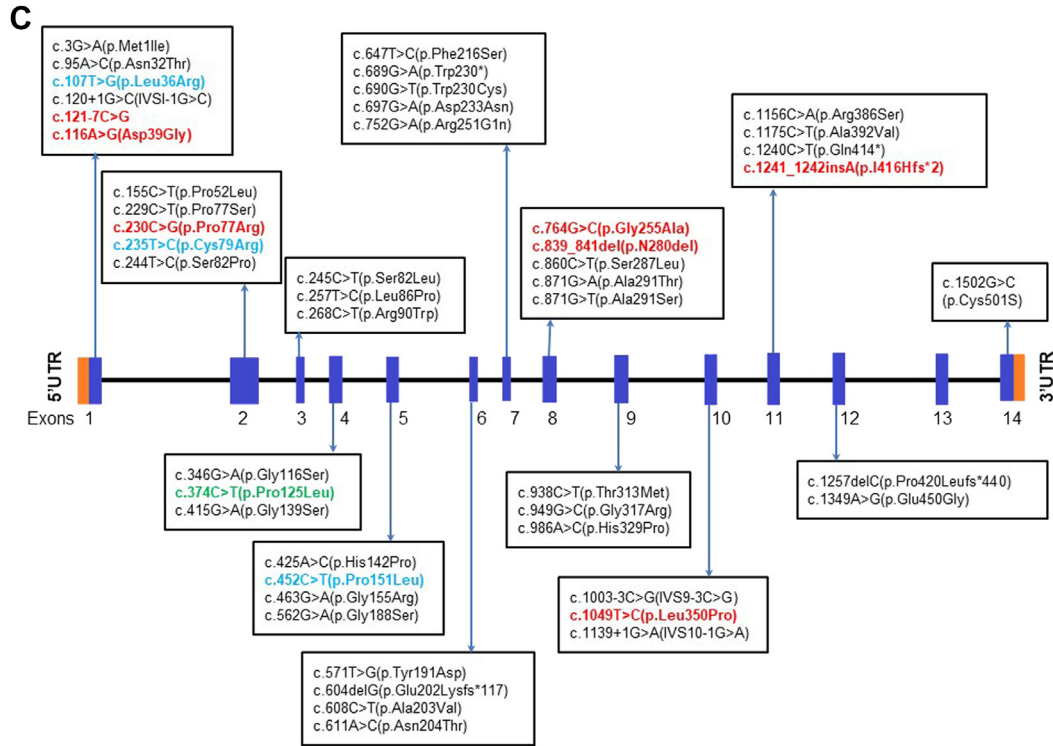 C
c.3G>A(p.Met1Ile)
c.95A>C(p.Asn32Thr)
c.107T>G(p.Leu36Arg)
c.120+1G>C(IVSI-1G>C)
c.121-7C>G
c.116A>G(Asp39Gly)
c.647T>C(p.Phe216Ser)
c.689G>A(p.Trp230*)
c.690G>T(p.Trp230Cys)
c.697G>A(p.Asp233Asn)
c.752G>A(p.Arg251G1n)
c.1156C>A(p.Arg386Ser)
c.1175C>T(p.Ala392Val)
c.1240C>T(p.Gln414*)
c.1241_1242insA(p.I416Hfs*2)
c.155C>T(p.Pro52Leu)
c.229C>T(p.Pro77Ser)
c.230C>G(p.Pro77Arg)
c.235T>C(p.Cys79Arg)
c.244T>C(p.Ser82Pro)
c.245C>T(p.Ser82Leu)
c.257T>C(p.Leu86Pro)
c.268C>T(p.Arg90Trp)
c.764G>C(p.Gly255Ala)
c.839_841del(p.N280del)
c.860C>T(p.Ser287Leu)
c.871G>A(p.Ala291Thr)
c.871G>T(p.Ala291Ser)
c.1502G>C
(p.Cys501S)
5'UTR
3'UTR
Exons 1 2 3 4 5 6 7 8 9 10 11 12 13 14
c.346G>A(p.Gly116Ser)
c.374C>T(p.Pro125Leu)
c.415G>A(p.Gly139Ser)
c.425A>C(p.His142Pro)
c.452C>T(p.Pro151Leu)
c.463G>A(p.Gly155Arg)
c.562G>A(p.Gly188Ser)
c.571T>G(p.Tyr191Asp)
c.604delG(p.Glu202Lysfs*117)
c.608C>T(p.Ala203Val)
c.611A>C(p.Asn204Thr)
c.938C>T(p.Thr313Met)
c.949G>C(p.Gly317Arg)
c.986A>C(p.His329Pro)
c.1003-3C>G(IVS9-3C>G)
c.1049T>C(p.Leu350Pro)
c.1139+1G>A(IVS10-1G>A)
c.1257delC(p.Pro420Leufs*440)
c.1349A>G(p.Glu450Gly)